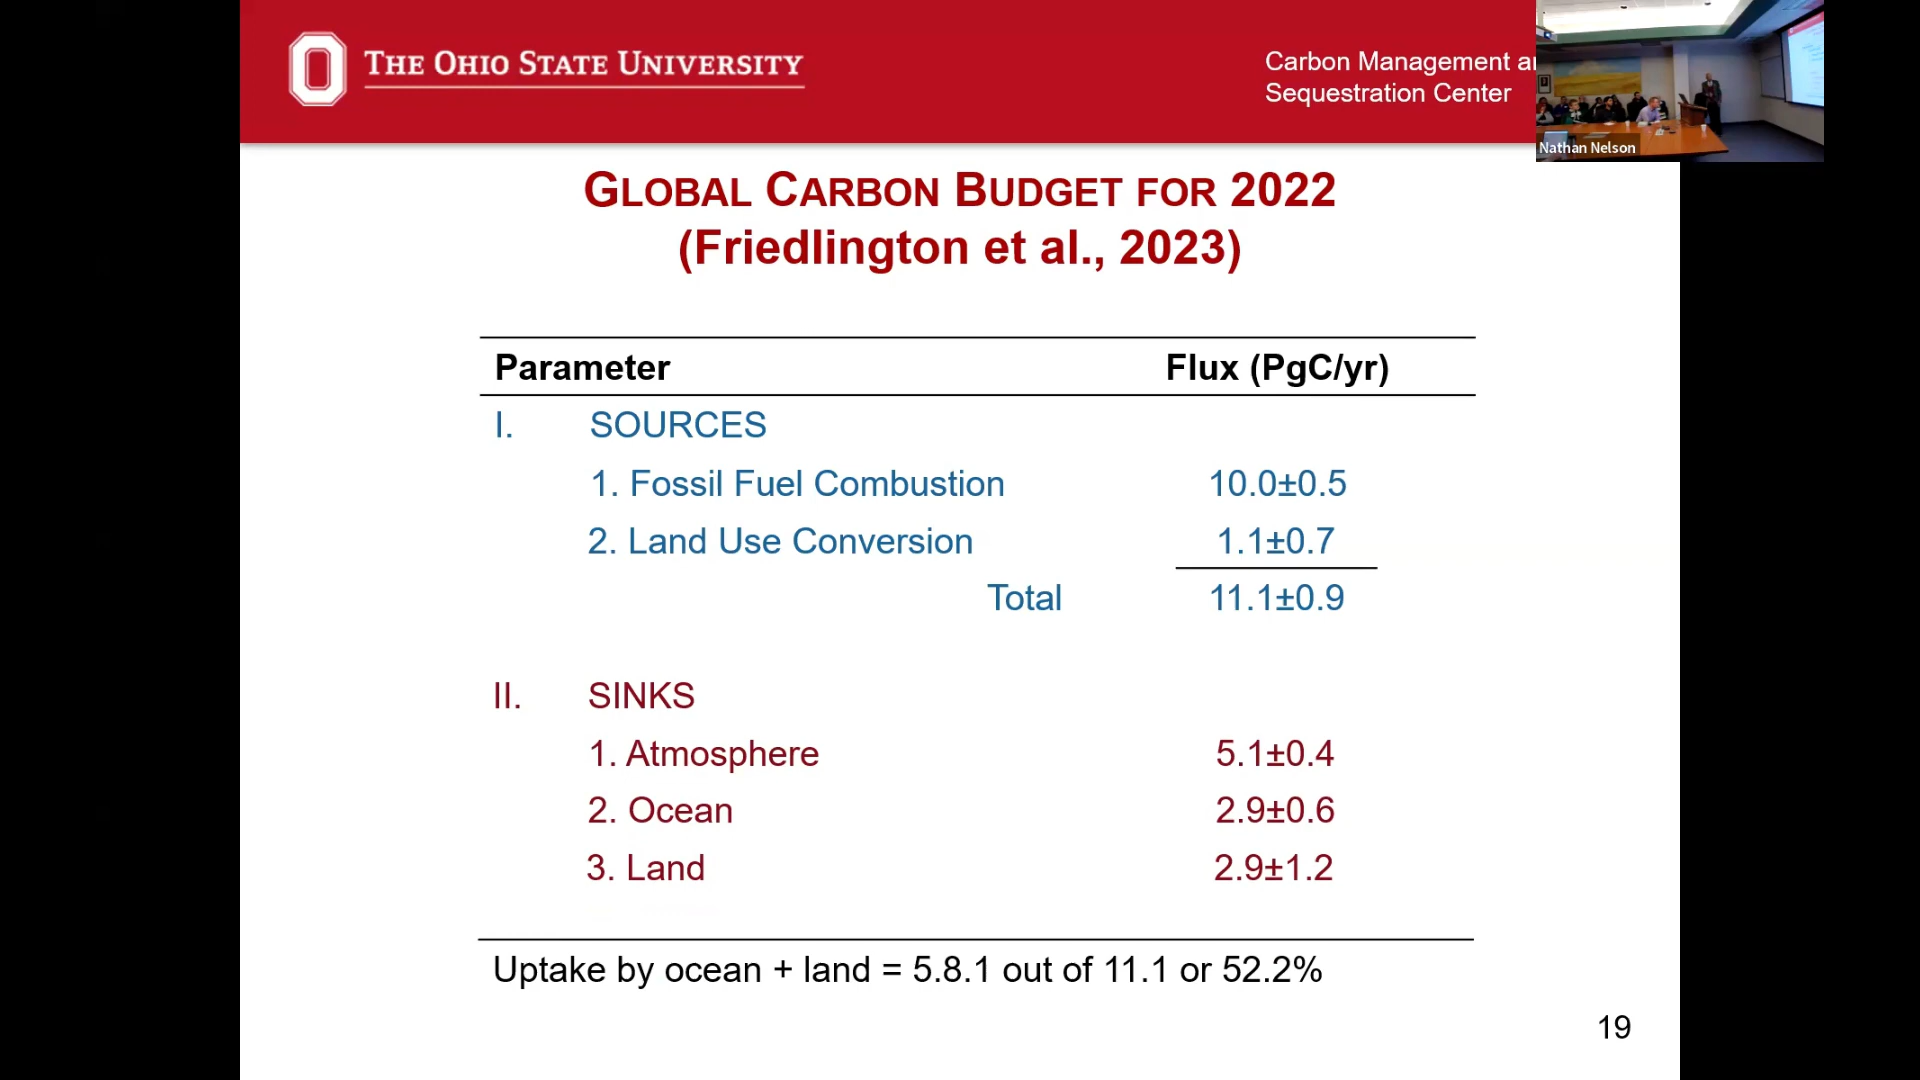 THE OHIO STATE UNIVERSITY
Carbon Management an
Sequestration Center
Nathan Nelson
GLOBAL CARBON BUDGET FOR 2022
(Friedlington et al., 2023)
Parameter Flux (PgC/yr)
I. SOURCES
1. Fossil Fuel Combustion 10.0±0.5
2. Land Use Conversion 1.1±0.7
Total 11.1±0.9
II. SINKS
1. Atmosphere 5.1±0.4
2. Ocean 2.9±0.6
3. Land 2.9±1.2
Uptake by ocean + land = 5.8.1 out of 11.1 or 52.2%
19